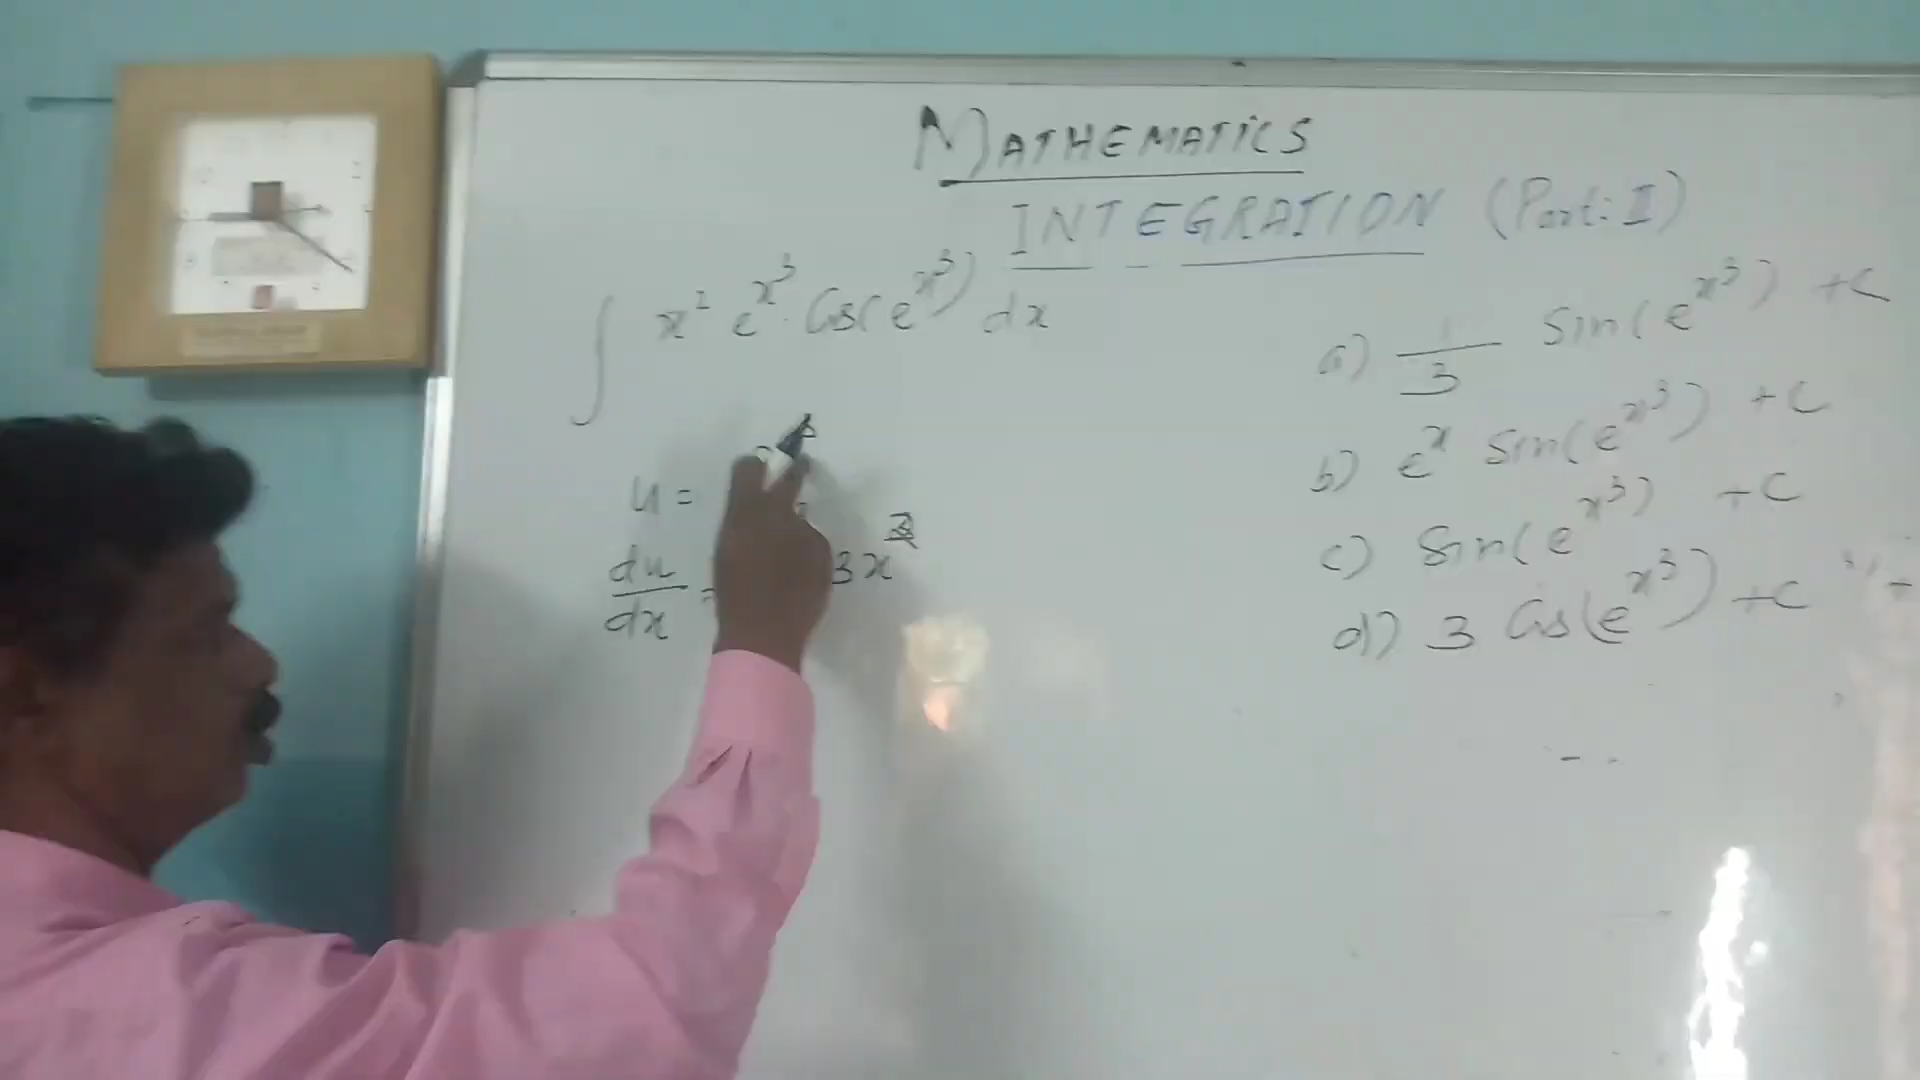 MATHEMATICS
INTEGRATION (Part: II)
∫ x² e^x³ · Cos(e^x³) dx
a) 1/3 Sin(e^x³) + C
b) e^x Sin(e^x³) + C
c) Sin(e^x³) + C
d) 3 Cos(e^x³) + C
u =
du/dx = 3x²